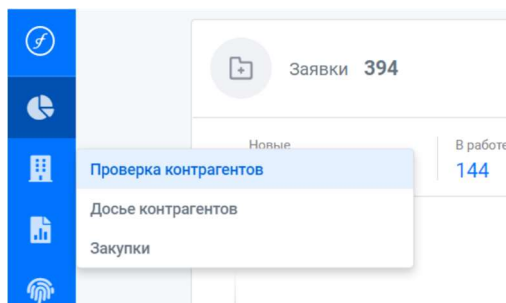 Заявки 394
Новые
В работе
144
Проверка контрагентов
Досье контрагентов
Закупки